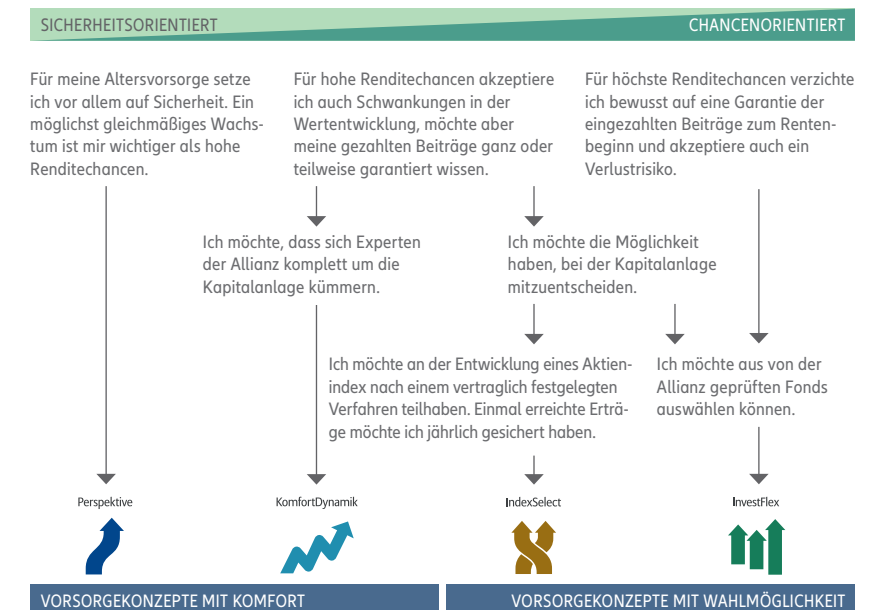 SICHERHEITSORIENTIERT
CHANCENORIENTIERT
Für meine Altersvorsorge setze
ich vor allem auf Sicherheit. Ein
möglichst gleichmäßiges Wachs-
tum ist mir wichtiger als hohe
Renditechancen.
Für hohe Renditechancen akzeptiere
ich auch Schwankungen in der
Wertentwicklung, möchte aber
meine gezahlten Beiträge ganz oder
teilweise garantiert wissen.
Für höchste Renditechancen verzichte
ich bewusst auf eine Garantie der
eingezahlten Beiträge zum Renten-
beginn und akzeptiere auch ein
Verlustrisiko.
Ich möchte, dass sich Experten
der Allianz komplett um die
Kapitalanlage kümmern.
Ich möchte die Möglichkeit
haben, bei der Kapitalanlage
mitzuentscheiden.
Ich möchte an der Entwicklung eines Aktien-
index nach einem vertraglich festgelegten
Verfahren teilhaben. Einmal erreichte Erträ-
ge möchte ich jährlich gesichert haben.
Ich möchte aus von der
Allianz geprüften Fonds
auswählen können.
Perspektive
KomfortDynamik
IndexSelect
InvestFlex
VORSORGEKONZEPTE MIT KOMFORT
VORSORGEKONZEPTE MIT WAHLMÖGLICHKEIT